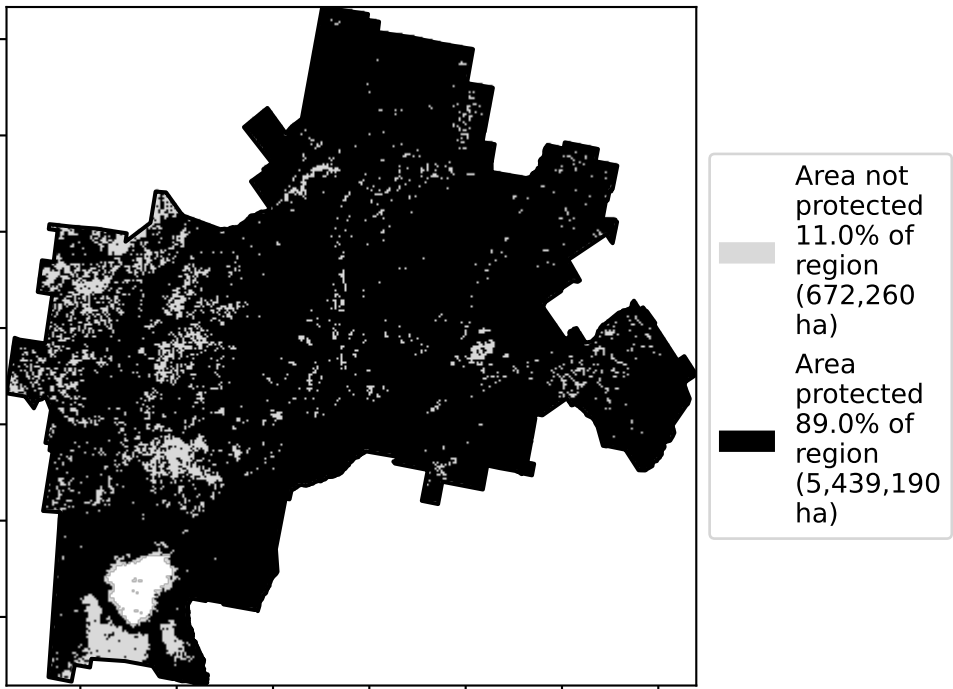 Area not
protected
11.0% of
region
(672,260
ha)
Area
protected
89.0% of
region
(5,439,190
ha)